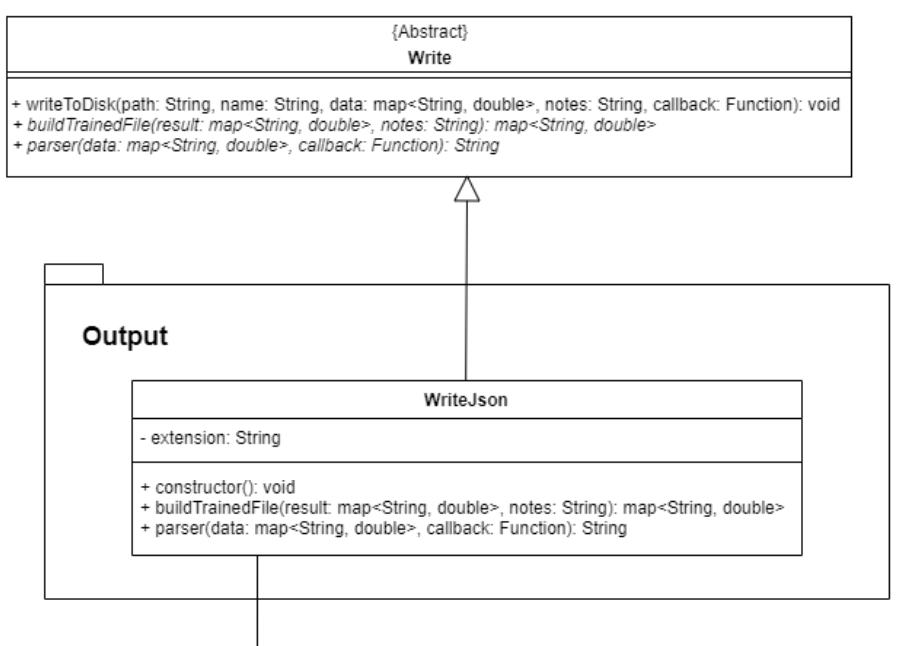 {Abstract}
Write
+ writeToDisk(path: String, name: String, data: map<String, double>, notes: String, callback: Function): void
+ buildTrainedFile(result: map<String, double>, notes: String): map<String, double>
+ parser(data: map<String, double>, callback: Function): String
Output
WriteJson
- extension: String
+ constructor(): void
+ buildTrainedFile(result: map<String, double>, notes: String): map<String, double>
+ parser(data: map<String, double>, callback: Function): String